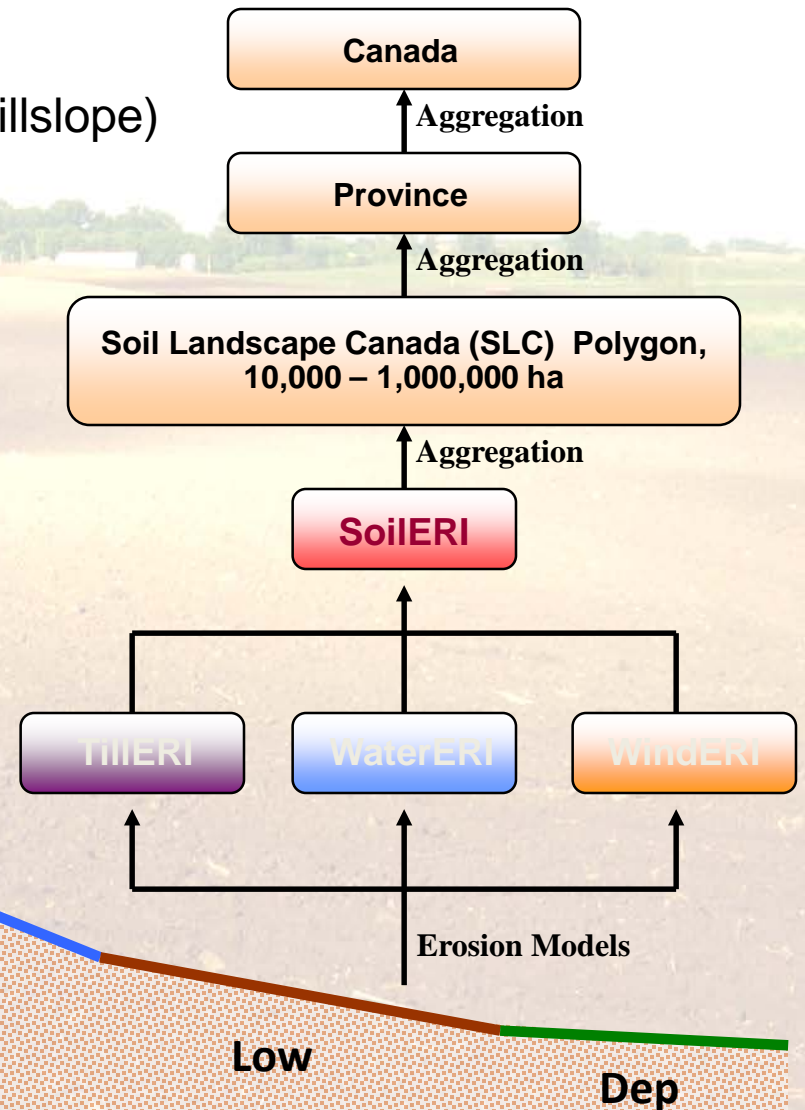 Canada
illslope)
Aggregation
Province
Aggregation
Soil Landscape Canada (SLC) Polygon,
10,000 – 1,000,000 ha
Aggregation
SoilERI
TillERI
WaterERI
WindERI
Erosion Models
Low
Dep